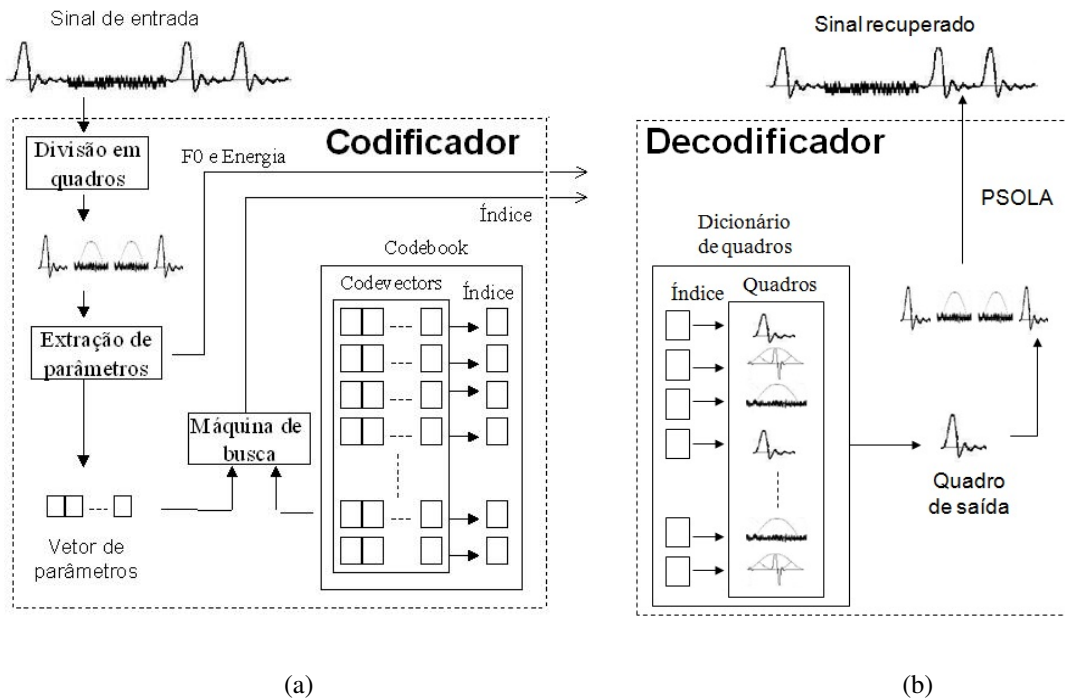 Sinal de entrada
Codificador
Divisão em
quadros
F0 e Energia
Índice
Extração de
parâmetros
Máquina de
busca
Vetor de
parâmetros
Codebook
Codevectors
Índice
(a)
Sinal recuperado
Decodificador
PSOLA
Dicionário
de quadros
Índice
Quadros
Quadro
de saída
(b)